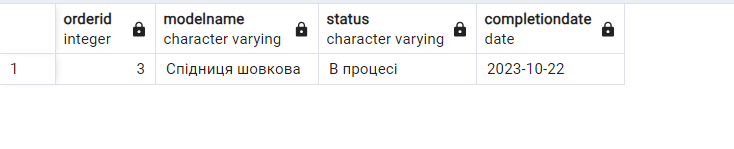 orderid modelname status completiondate
integer character varying character varying date
1 3 Спідниця шовкова В процесі 2023-10-22